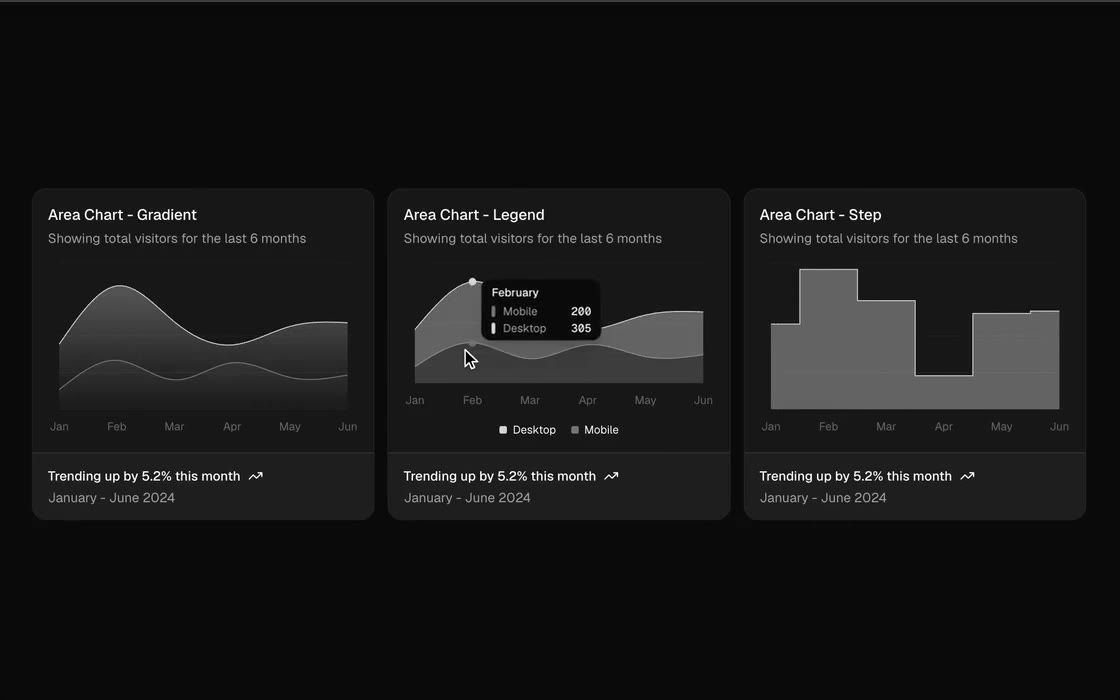 Area Chart - Gradient
Showing total visitors for the last 6 months
Jan Feb Mar Apr May Jun
Trending up by 5.2% this month
January - June 2024
Area Chart - Legend
Showing total visitors for the last 6 months
February
Mobile 200
Desktop 305
Jan Feb Mar Apr May Jun
Desktop Mobile
Trending up by 5.2% this month
January - June 2024
Area Chart - Step
Showing total visitors for the last 6 months
Jan Feb Mar Apr May Jun
Trending up by 5.2% this month
January - June 2024